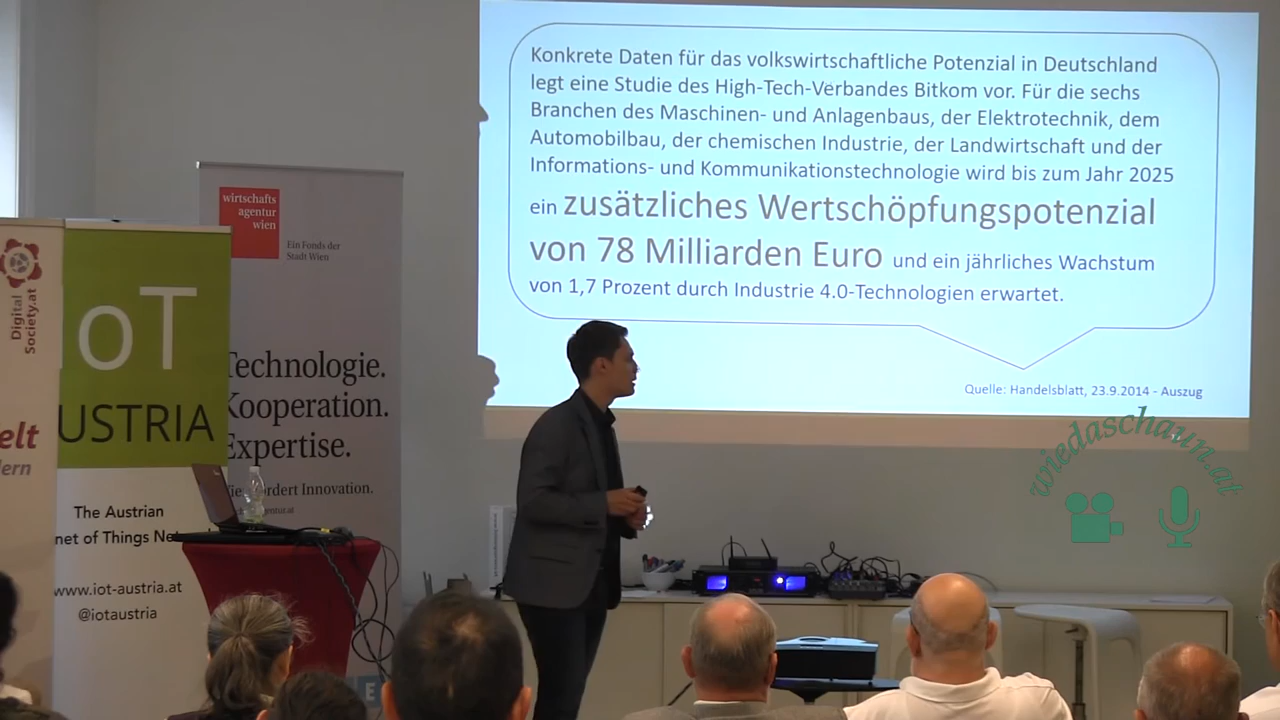 Konkrete Daten für das volkswirtschaftliche Potenzial in Deutschland
legt eine Studie des High-Tech-Verbandes Bitkom vor. Für die sechs
Branchen des Maschinen- und Anlagenbaus, der Elektrotechnik, dem
Automobilbau, der chemischen Industrie, der Landwirtschaft und der
Informations- und Kommunikationstechnologie wird bis zum Jahr 2025
ein zusätzliches Wertschöpfungspotenzial
von 78 Milliarden Euro und ein jährliches Wachstum
von 1,7 Prozent durch Industrie 4.0-Technologien erwartet.
Quelle: Handelsblatt, 23.9.2014 - Auszug
wiedaschaun.at
wirtschafts
agentur
wien
Ein Fonds der
Stadt Wien
Technologie.
Kooperation.
Expertise.
fördert Innovation.
Digital
Society.at
IoT
AUSTRIA
The Austrian
net of Things
www.iot-austria.at
@iotaustria
elt
ern